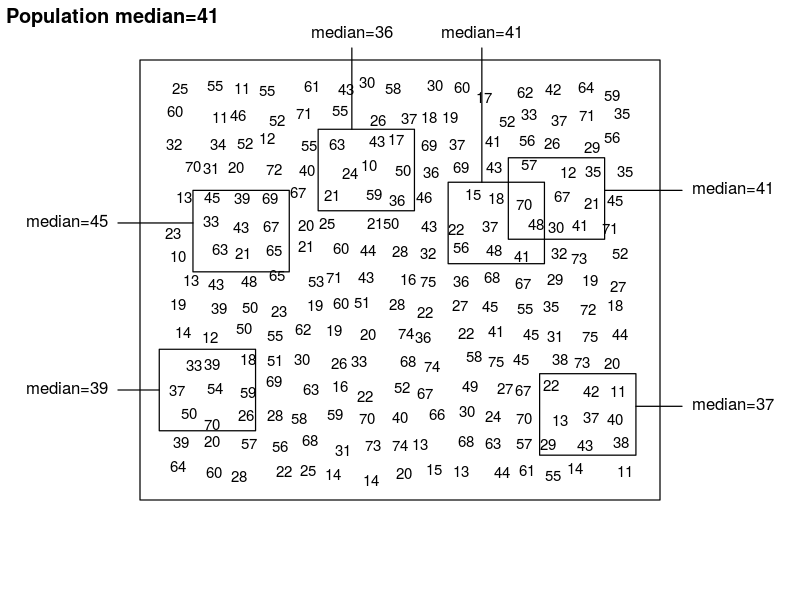 Population median=41
median=36 median=41
25 55 11 55 61 43 30 58 30 60 17 62 42 64 59
60 11 46 52 71 55 26 37 18 19 52 33 37 71 35
32 34 52 12 55 63 43 17 69 37 41 56 26 29 56
70 31 20 72 40 24 10 50 36 69 43 57 12 35 35
median=41
13 45 39 69 67 21 59 36 46 15 18 70 67 21 45
median=45
23 33 43 67 20 25 21 50 43 22 37 48 30 41 71
10 63 21 65 21 60 44 28 32 56 48 41 32 73 52
13 43 48 65 53 71 43 16 75 36 68 67 29 19 27
19 39 50 23 19 60 51 28 22 27 45 55 35 72 18
14 12 50 55 62 19 20 74 36 22 41 45 31 75 44
33 39 18 51 30 26 33 68 74 58 75 45 38 73 20
median=39
37 54 59 69 63 16 22 52 67 49 27 67 22 42 11
median=37
50 70 26 28 58 59 70 40 66 30 24 70 13 37 40
39 20 57 56 68 31 73 74 13 68 63 57 29 43 38
64 60 28 22 25 14 14 20 15 13 44 61 55 14 11